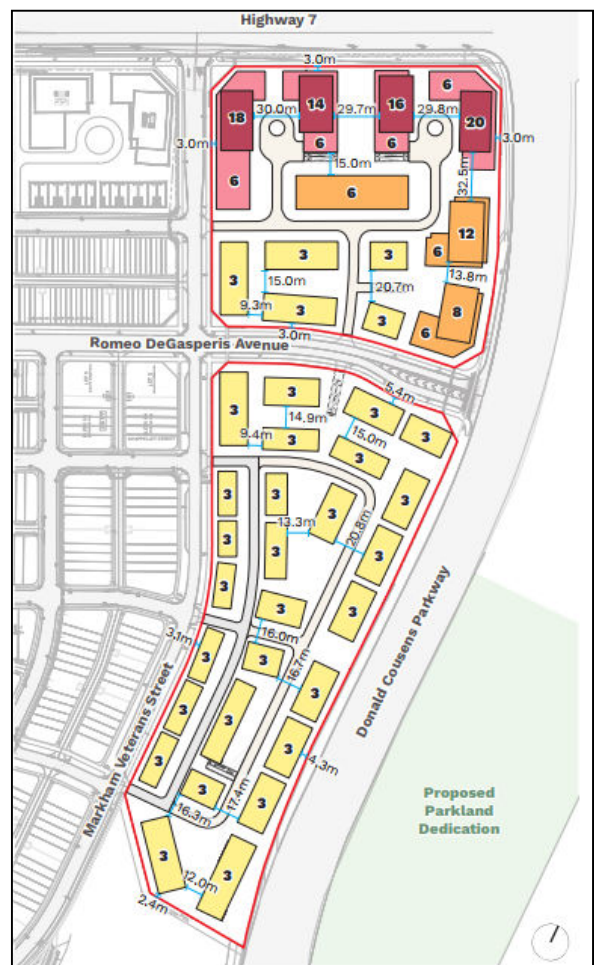 Highway 7
3.0m
6
6
18
30.0m
14
29.7m
16
29.8m
20
3.0m
6
6
3.0m
6
15.0m
32.5m
6
12
6
3
3
3
15.0m
20.7m
13.8m
8
9.3m
3
3
6
3.0m
Romeo DeGasperis Avenue
3
3
5.4m
14.9m
3
9.4m
3
15.0m
3
3
3
3
3
3
13.3m
20.8m
3
3
3
3
3
3
16.0m
3.1m
3
3
16.7m
3
Donald Cousens Parkway
3
3
3
4.3m
Markham Veterans Street
3
3
17.4m
3
16.3m
Proposed
Parkland
Dedication
3
3
12.0m
2.4m